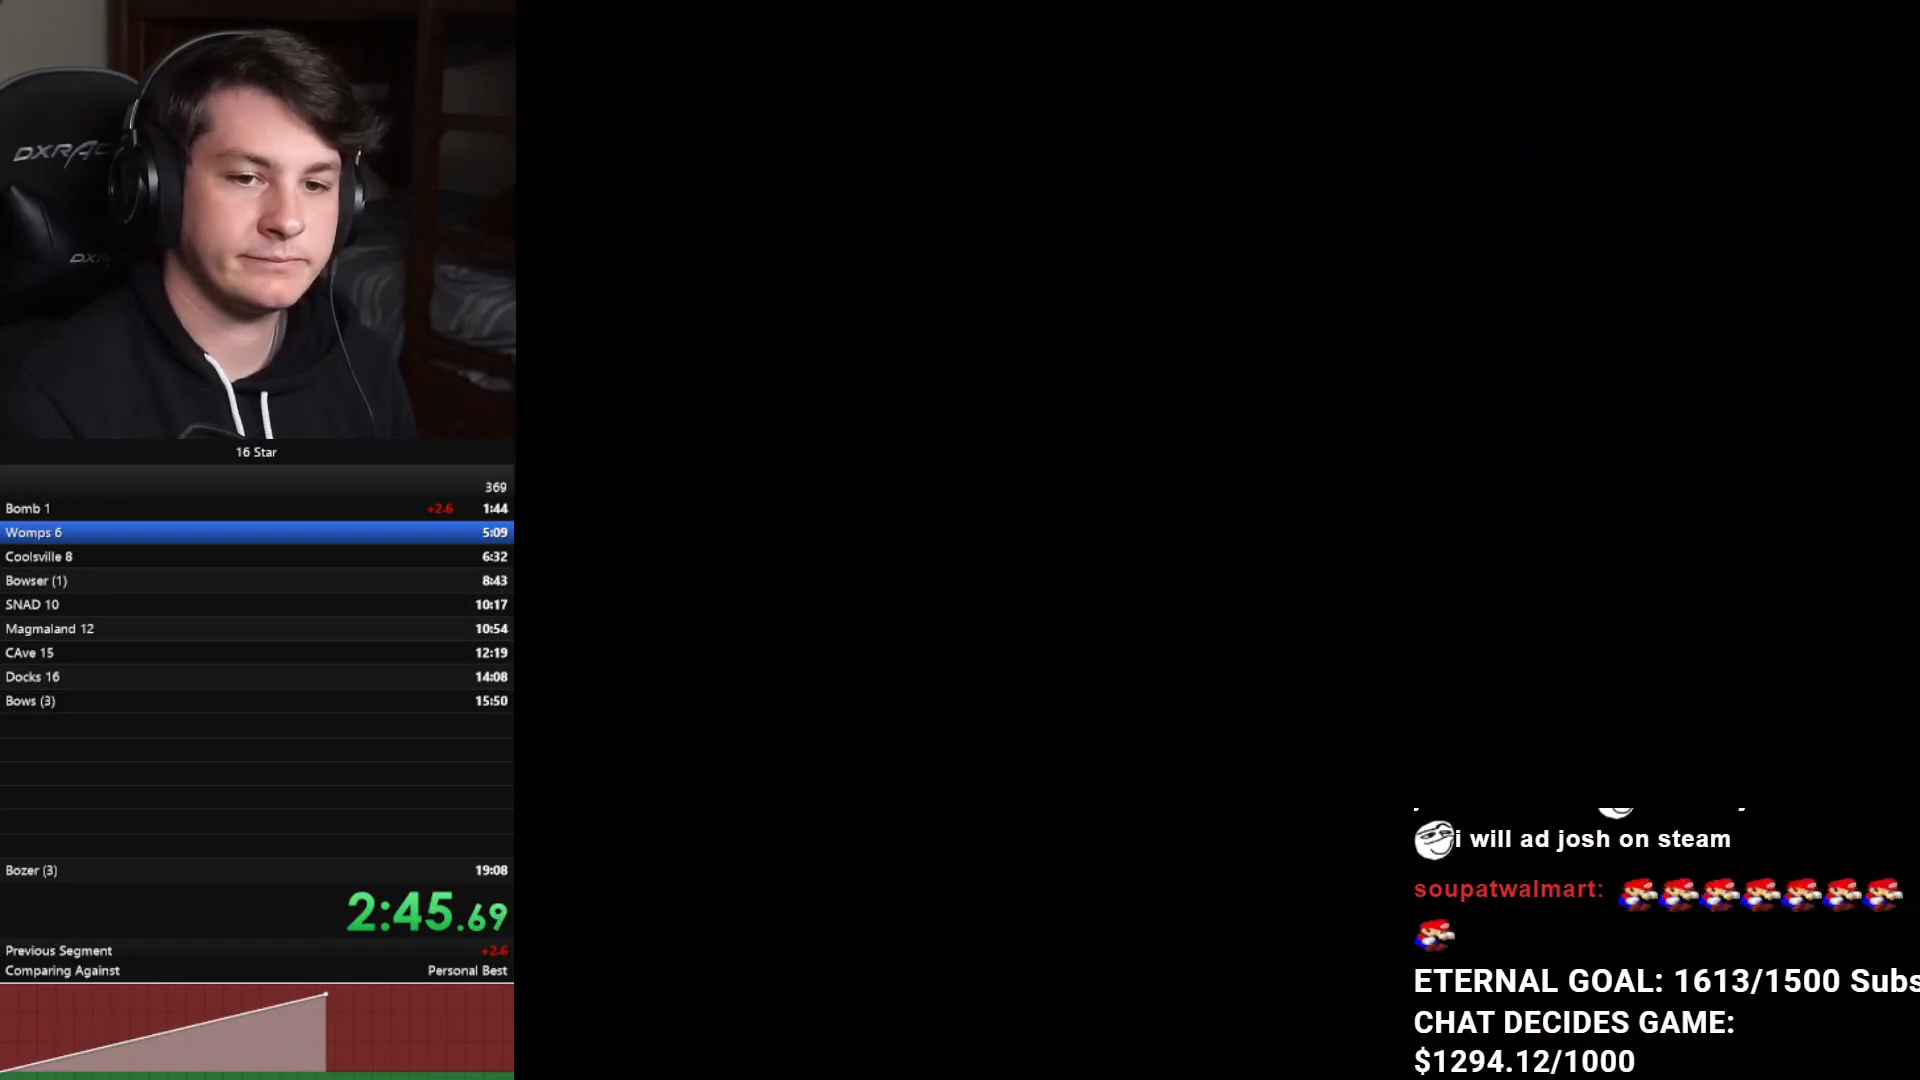 DXRAC
DXR
16 Star
369
Bomb 1 +2.6 1:44
Womps 6 5:09
Coolsville 8 6:32
Bowser (1) 8:43
SNAD 10 10:17
Magmaland 12 10:54
CAve 15 12:19
Docks 16 14:08
Bows (3) 15:50
Bozer (3) 19:08
2:45.69
Previous Segment +2.6
Comparing Against Personal Best
i will ad josh on steam
soupatwalmart:
ETERNAL GOAL: 1613/1500 Subs
CHAT DECIDES GAME:
$1294.12/1000